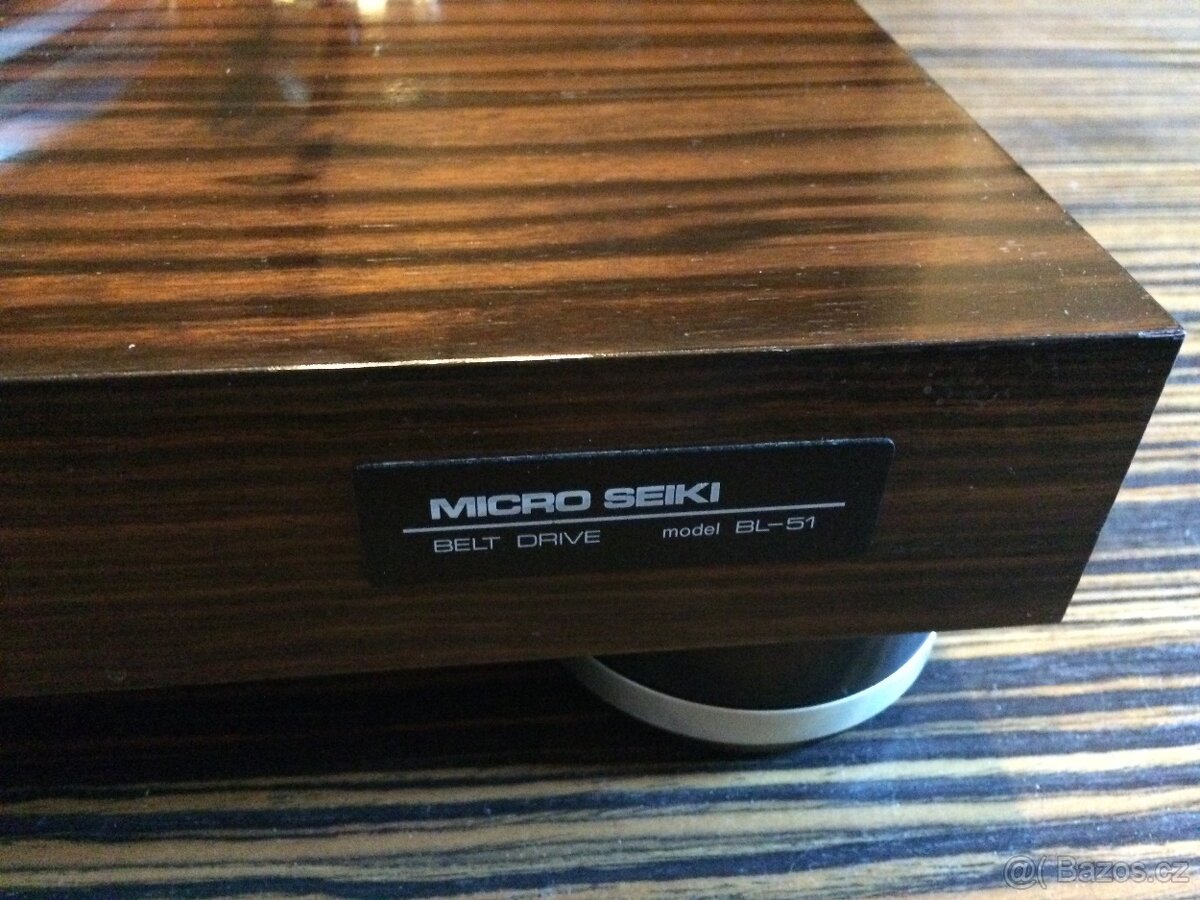 MICRO SEIKI
BELT DRIVE model BL-51
@( Bazos.cz